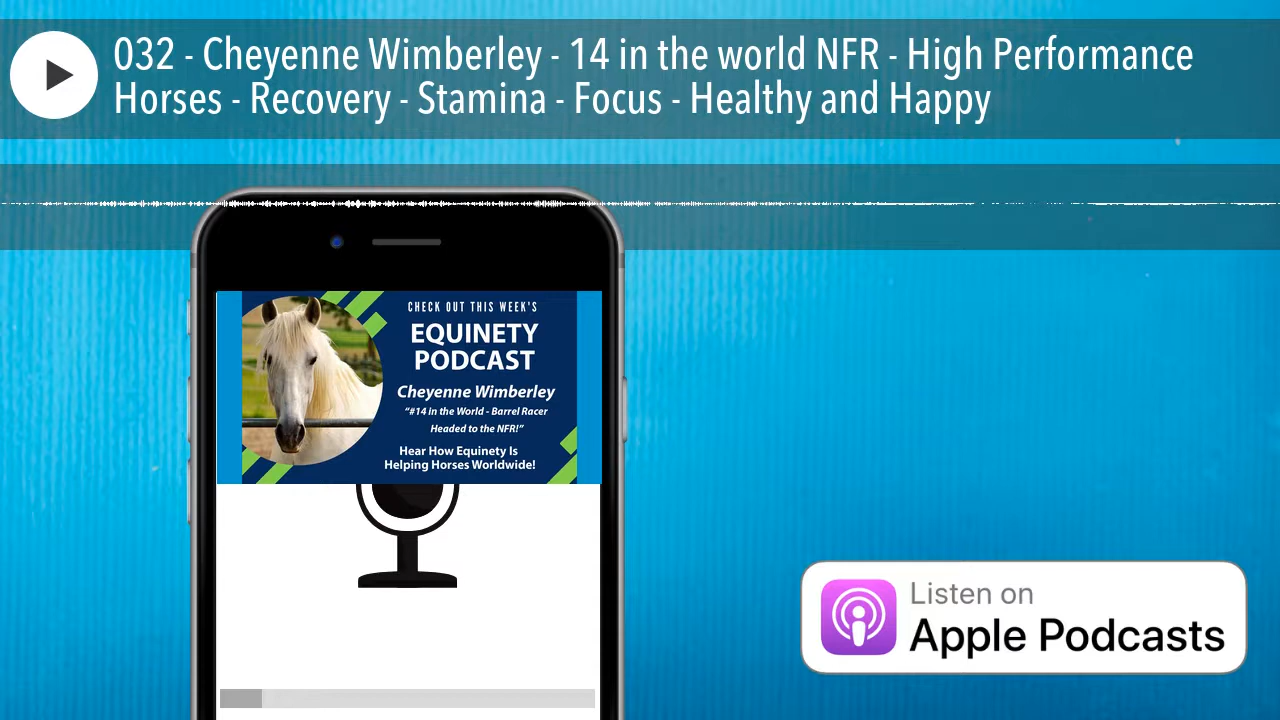 032 - Cheyenne Wimberley - 14 in the world NFR - High Performance
Horses - Recovery - Stamina - Focus - Healthy and Happy
CHECK OUT THIS WEEK'S
EQUINETY
PODCAST
Cheyenne Wimberley
"#14 in the World - Barrel Racer
Headed to the NFR!"
Hear How Equinety Is
Helping Horses Worldwide!
Listen on
Apple Podcasts